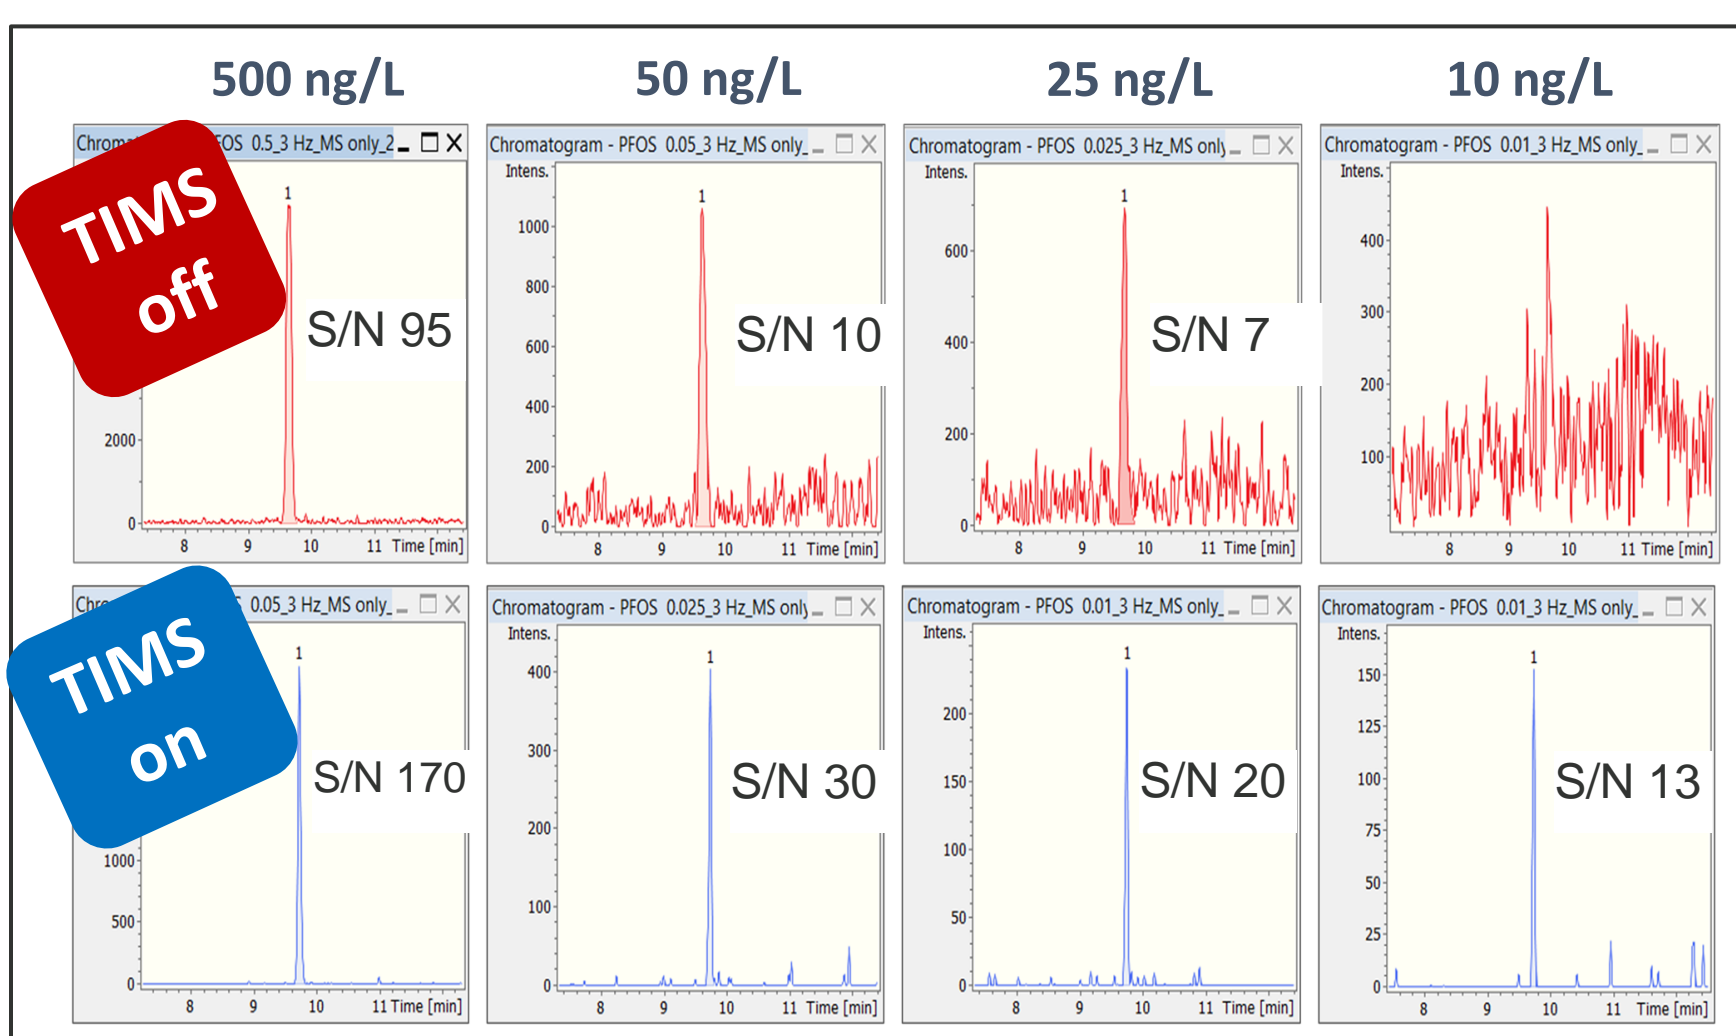 500 ng/L
50 ng/L
25 ng/L
10 ng/L
TIMS
off
OS 0.5_3 Hz_MS only_2
S/N 95
1
2000
0
8 9 10 11 Time [min]
Chromatogram - PFOS 0.05_3 Hz_MS only_
Intens.
1
1000
800
600
400
200
0
S/N 10
8 9 10 11 Time [min]
Chromatogram - PFOS 0.025_3 Hz_MS only
Intens.
1
600
400
200
0
S/N 7
8 9 10 11 Time [min]
Chromatogram - PFOS 0.01_3 Hz_MS only_
Intens.
400
300
200
100
8 9 10 11 Time [min]
TIMS
on
0.05_3 Hz_MS only_
1
S/N 170
1000
500
0
8 9 10 11 Time [min]
Chromatogram - PFOS 0.025_3 Hz_MS only
Intens.
1
400
300
200
100
0
S/N 30
8 9 10 11 Time [min]
Chromatogram - PFOS 0.01_3 Hz_MS only_
Intens.
1
200
150
100
50
0
S/N 20
8 9 10 11 Time [min]
Chromatogram - PFOS 0.01_3 Hz_MS only_
Intens.
1
150
125
100
75
50
25
0
S/N 13
8 9 10 11 Time [min]